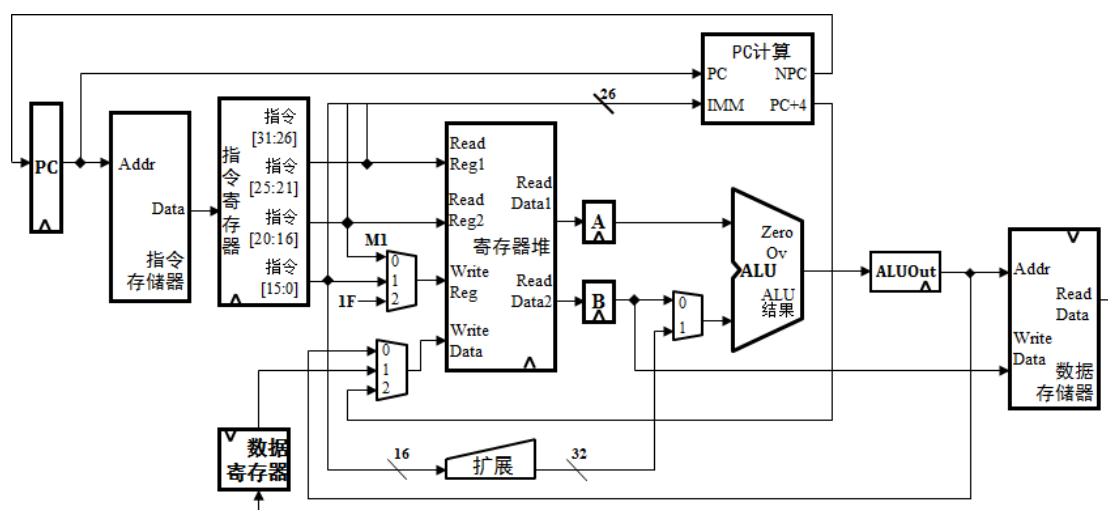 PC计算
PC
NPC
26
IMM
PC+4
指令
[31:26]
指令
[25:21]
指令
[20:16]
指令
[15:0]
指令寄存器
PC
Addr
Data
指令
存储器
Read
Reg1
Read
Reg2
Write
Reg
Write
Data
Read
Data1
Read
Data2
寄存器堆
M1
0
1
2
1F
0
1
2
A
B
0
1
Zero
Ov
ALU
ALU
结果
ALUOut
Addr
Read
Data
Write
Data
数据
存储器
数据
寄存器
16
扩展
32